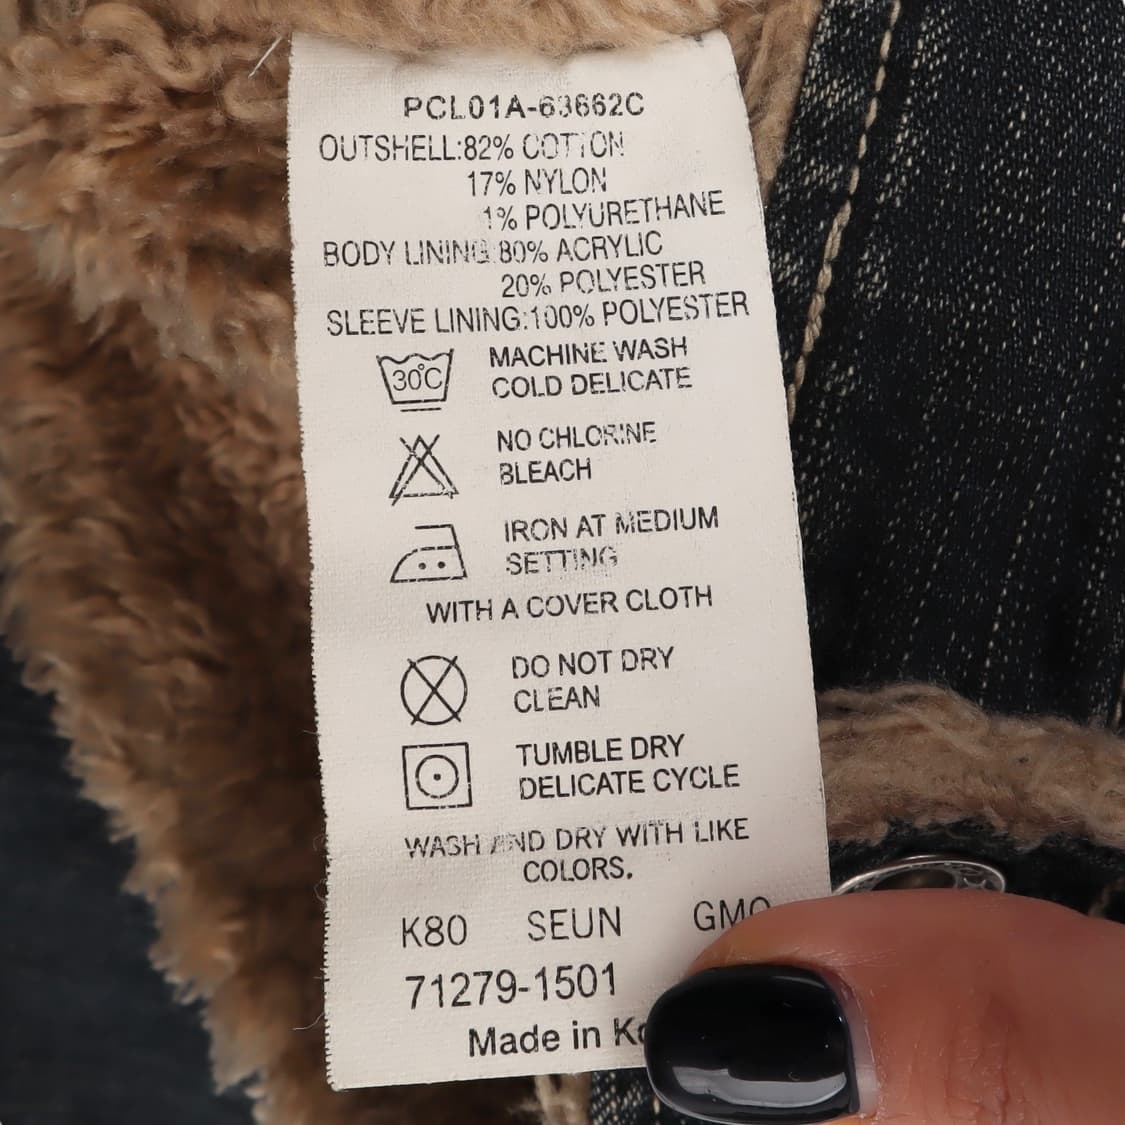 PCL01A-63662C
OUTSHELL:82% COTTON
17% NYLON
1% POLYURETHANE
BODY LINING:80% ACRYLIC
20% POLYESTER
SLEEVE LINING:100% POLYESTER
30°C MACHINE WASH
COLD DELICATE
NO CHLORINE
BLEACH
IRON AT MEDIUM
SETTING
WITH A COVER CLOTH
DO NOT DRY
CLEAN
TUMBLE DRY
DELICATE CYCLE
WASH AND DRY WITH LIKE
COLORS.
K80 SEUN
71279-1501
Made in